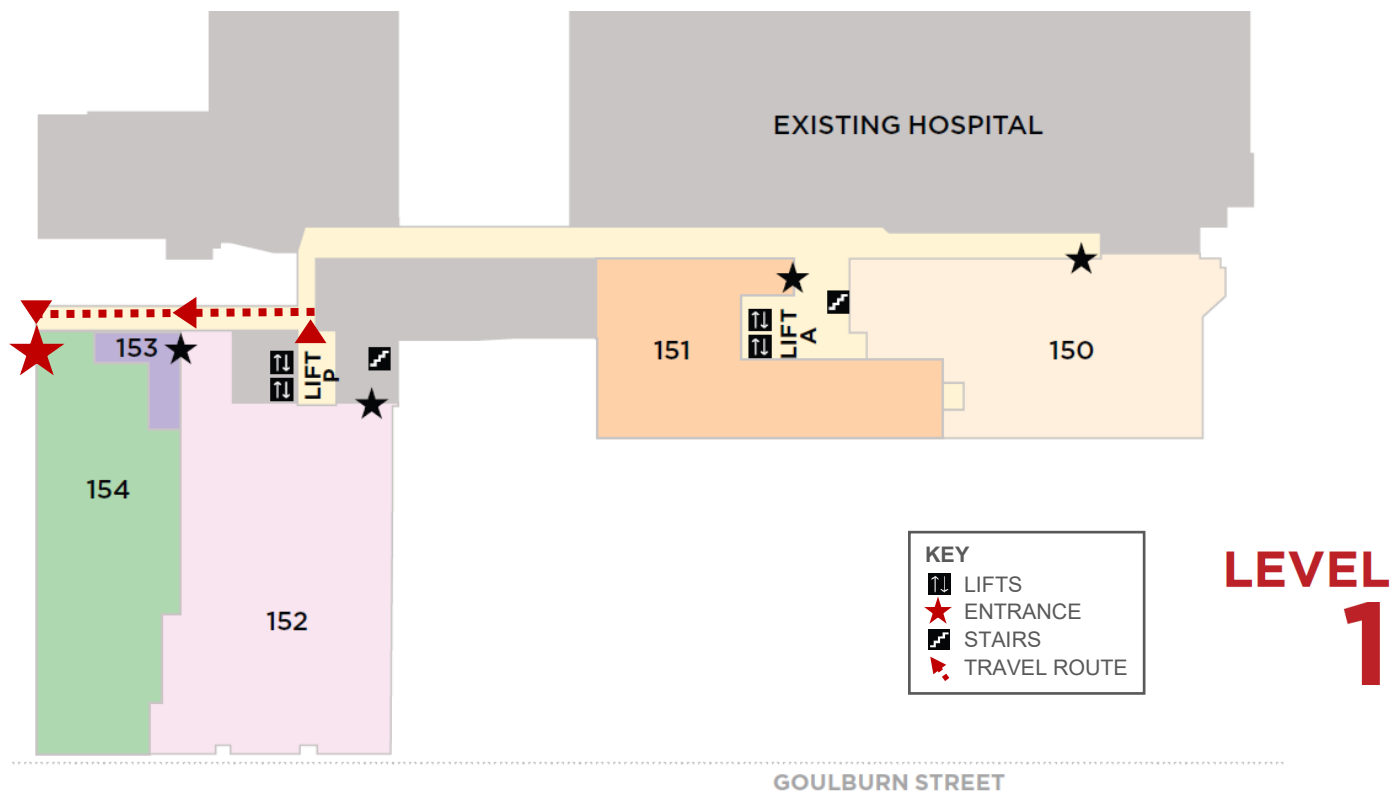 EXISTING HOSPITAL
153
LIFT
P
151
LIFT
A
150
154
152
KEY
LIFTS
ENTRANCE
STAIRS
TRAVEL ROUTE
LEVEL
1
GOULBURN STREET